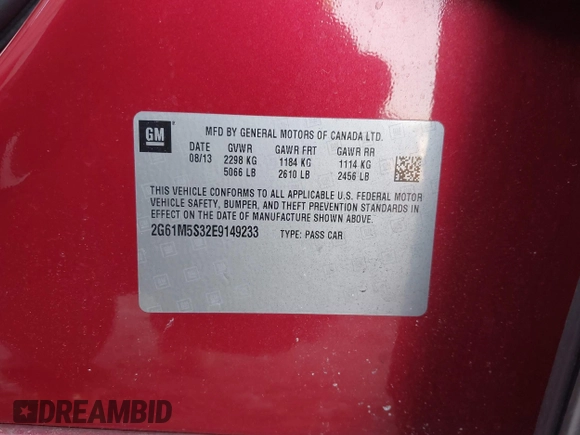 GM
MFD BY GENERAL MOTORS OF CANADA LTD.
DATE GVWR GAWR FRT GAWR RR
08/13 2298 KG 1184 KG 1114 KG
5066 LB 2610 LB 2456 LB
THIS VEHICLE CONFORMS TO ALL APPLICABLE U.S. FEDERAL MOTOR
VEHICLE SAFETY, BUMPER, AND THEFT PREVENTION STANDARDS IN
EFFECT ON THE DATE OF MANUFACTURE SHOWN ABOVE.
2G61M5S32E9149233 TYPE: PASS CAR
DREAMBID